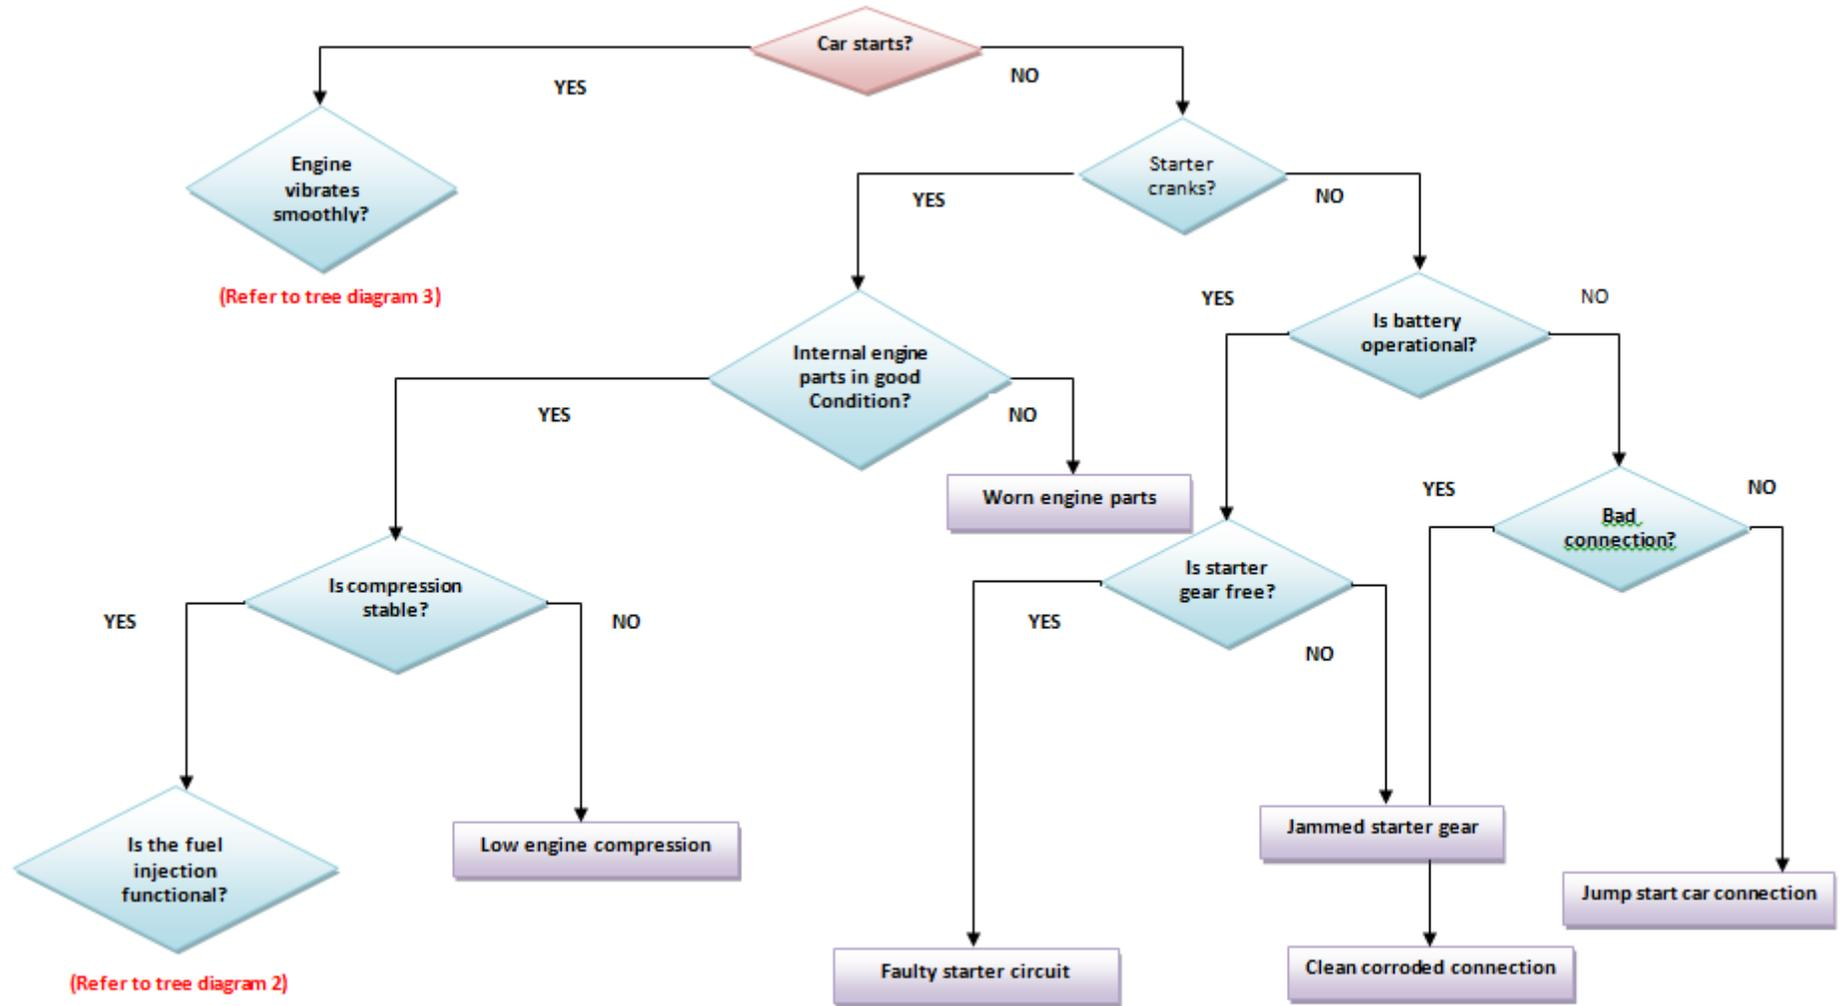 Car starts?
YES
NO
Engine
vibrates
smoothly?
(Refer to tree diagram 3)
Starter
cranks?
YES
NO
Internal engine
parts in good
Condition?
YES
NO
Worn engine parts
Is battery
operational?
YES
NO
Is compression
stable?
YES
NO
Is starter
gear free?
YES
NO
Bad
connection?
YES
NO
Is the fuel
injection
functional?
(Refer to tree diagram 2)
Low engine compression
Faulty starter circuit
Jammed starter gear
Clean corroded connection
Jump start car connection